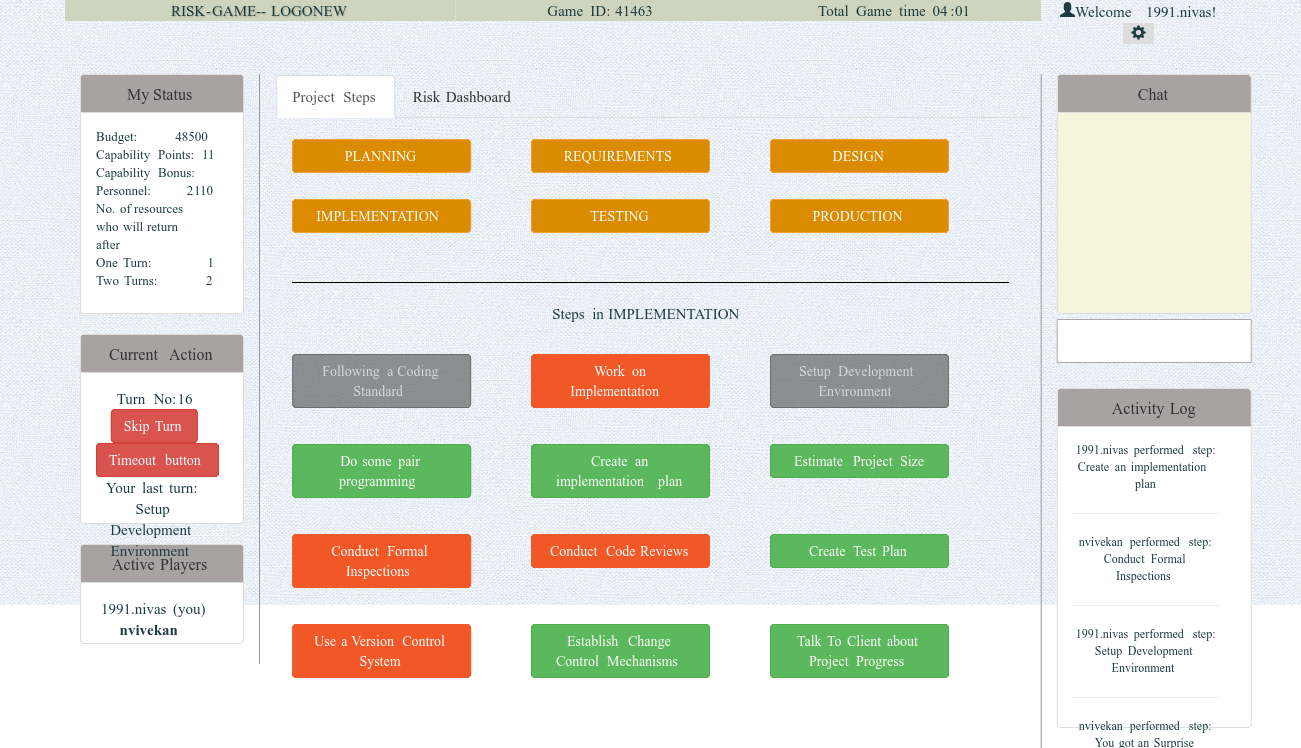 RISK-GAME-- LOGONEW Game ID: 41463 Total Game time 04:01 Welcome 1991.nivas!
My Status
Budget: 48500
Capability Points: 11
Capability Bonus:
Personnel: 2110
No. of resources
who will return
after
One Turn: 1
Two Turns: 2
Current Action
Turn No:16
Skip Turn
Timeout button
Your last turn:
Setup
Development
Environment
Active Players
1991.nivas (you)
nvivekan
Project Steps Risk Dashboard
PLANNING REQUIREMENTS DESIGN
IMPLEMENTATION TESTING PRODUCTION
Steps in IMPLEMENTATION
Following a Coding
Standard
Work on
Implementation
Setup Development
Environment
Do some pair
programming
Create an
implementation plan
Estimate Project Size
Conduct Formal
Inspections
Conduct Code Reviews
Create Test Plan
Use a Version Control
System
Establish Change
Control Mechanisms
Talk To Client about
Project Progress
Chat
Activity Log
1991.nivas performed step:
Create an implementation
plan
nvivekan performed step:
Conduct Formal
Inspections
1991.nivas performed step:
Setup Development
Environment
nvivekan performed step:
You got an Surprise